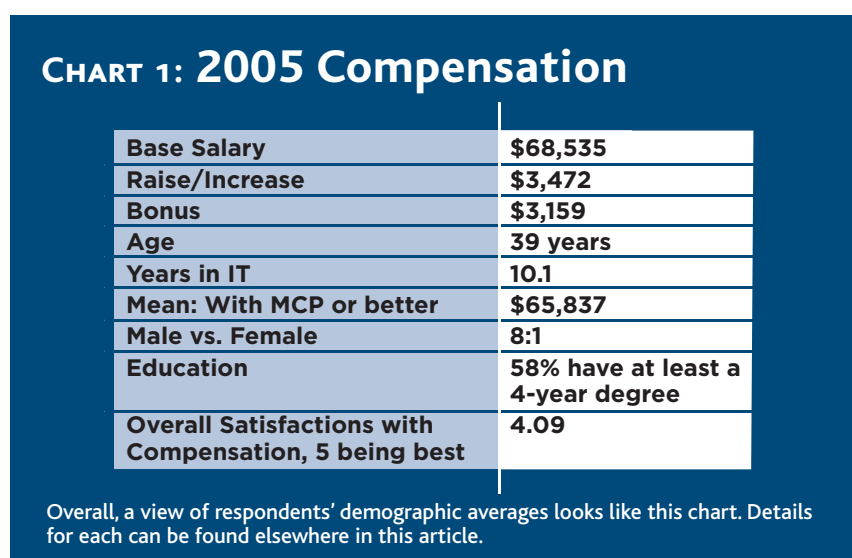 CHART 1: 2005 Compensation
Base Salary $68,535
Raise/Increase $3,472
Bonus $3,159
Age 39 years
Years in IT 10.1
Mean: With MCP or better $65,837
Male vs. Female 8:1
Education 58% have at least a
4-year degree
Overall Satisfactions with 4.09
Compensation, 5 being best
Overall, a view of respondents’ demographic averages looks like this chart. Details
for each can be found elsewhere in this article.